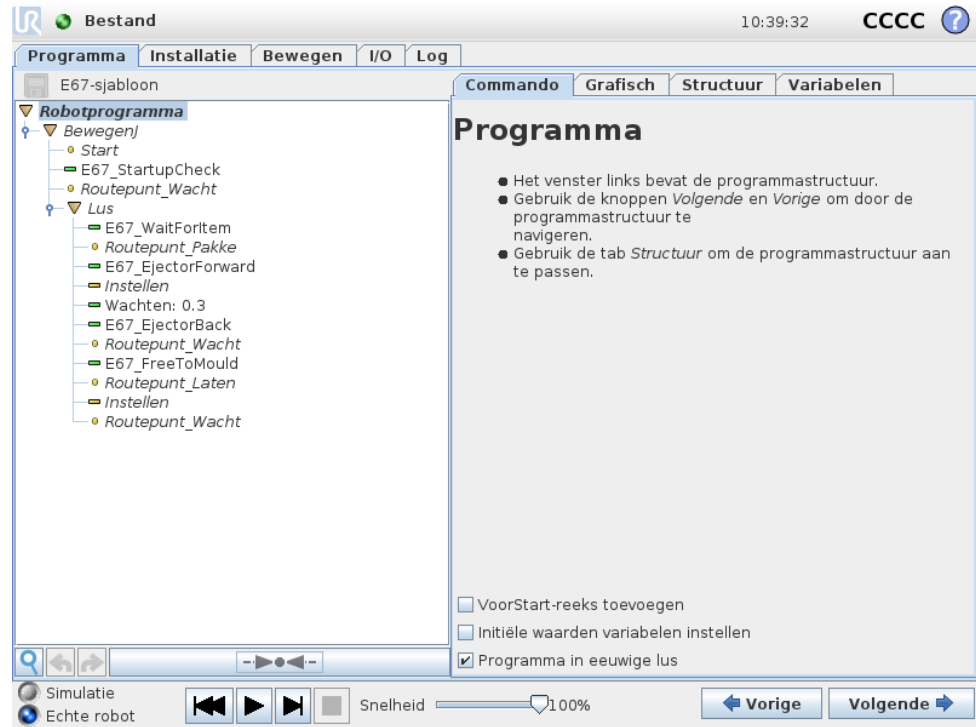 UR Bestand 10:39:32 CCCC ?
Programma Installatie Bewegen I/O Log
E67-sjabloon
Commando Grafisch Structuur Variabelen
Robotprogramma
BewegenJ
Start
E67_StartupCheck
Routepunt_Wacht
Lus
E67_WaitForItem
Routepunt_Pakke
E67_EjectorForward
Instellen
Wachten: 0.3
E67_EjectorBack
Routepunt_Wacht
E67_FreeToMould
Routepunt_Laten
Instellen
Routepunt_Wacht
Programma
Het venster links bevat de programmastructuur.
Gebruik de knoppen Volgende en Vorige om door de
programmastructuur te
navigeren.
Gebruik de tab Structuur om de programmastructuur aan
te passen.
VoorStart-reeks toevoegen
Initiële waarden variabelen instellen
Programma in eeuwige lus
Simulatie
Echte robot
Snelheid 100%
Vorige Volgende